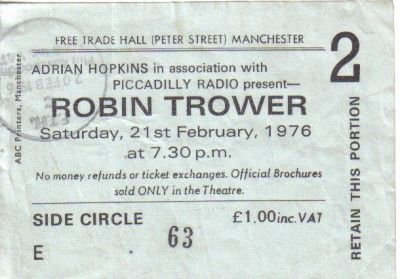 FREE TRADE HALL (PETER STREET) MANCHESTER
ADRIAN HOPKINS in association with
PICCADILLY RADIO present—
ROBIN TROWER
Saturday, 21st February, 1976
at 7.30 p.m.
No money refunds or ticket exchanges. Official Brochures
sold ONLY in the Theatre.
SIDE CIRCLE
£1.00 inc. VAT
E
63
2
RETAIN THIS PORTION
ABC Printers, Manchester